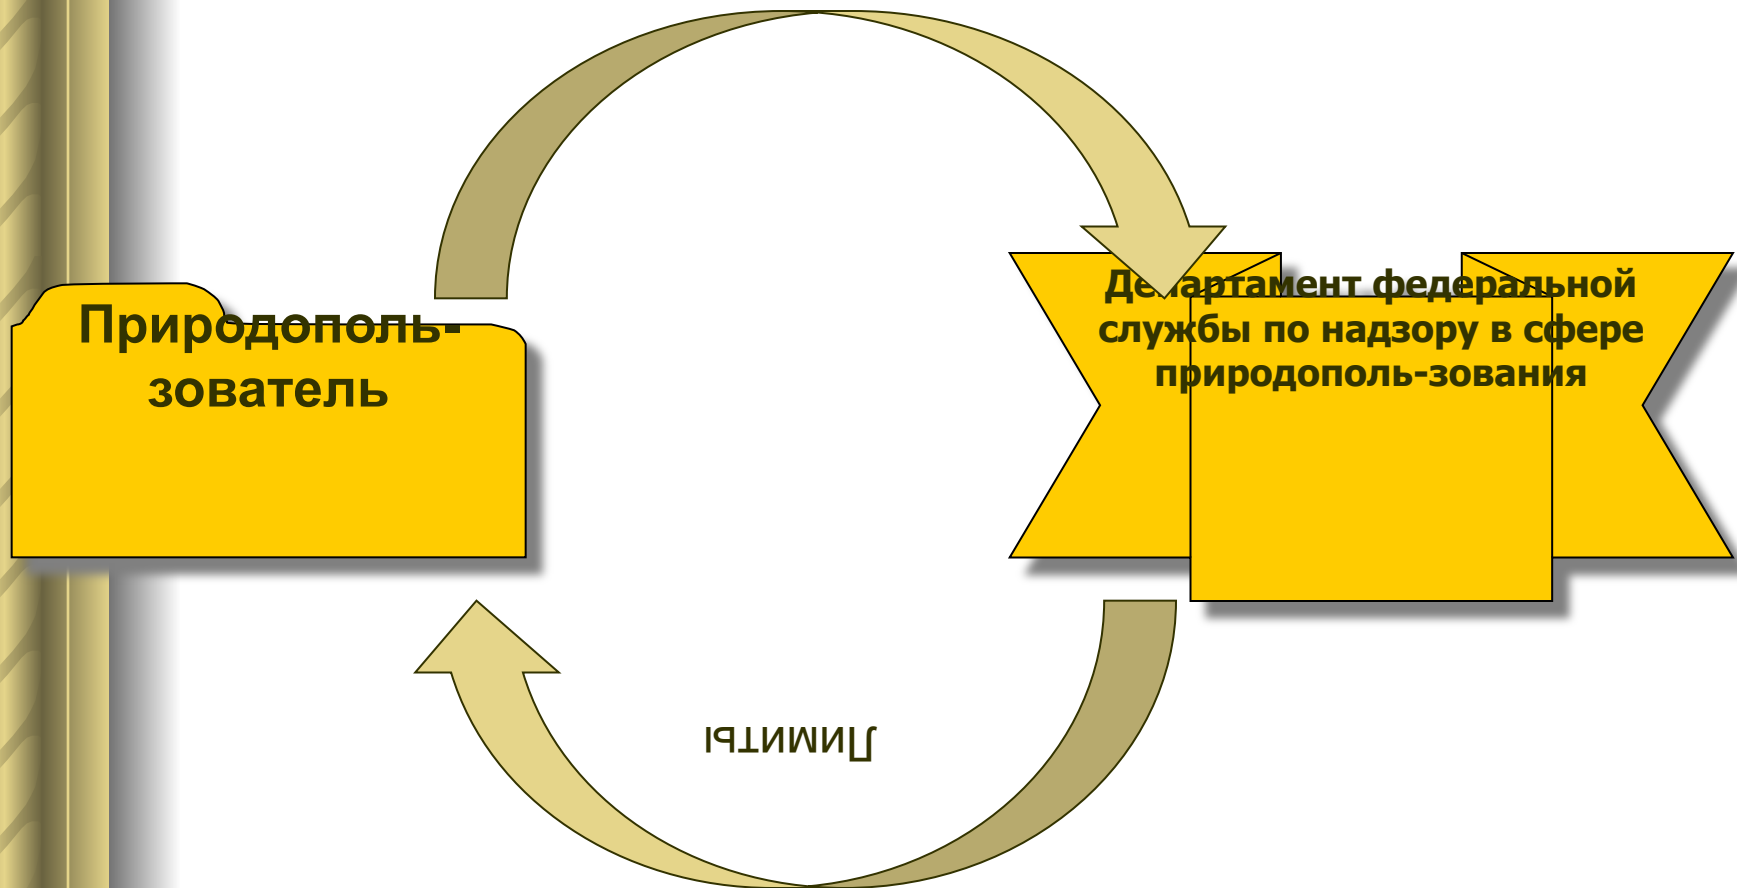 Природополь-
зователь
Департамент федеральной
службы по надзору в сфере
природополь-зования
Лимиты